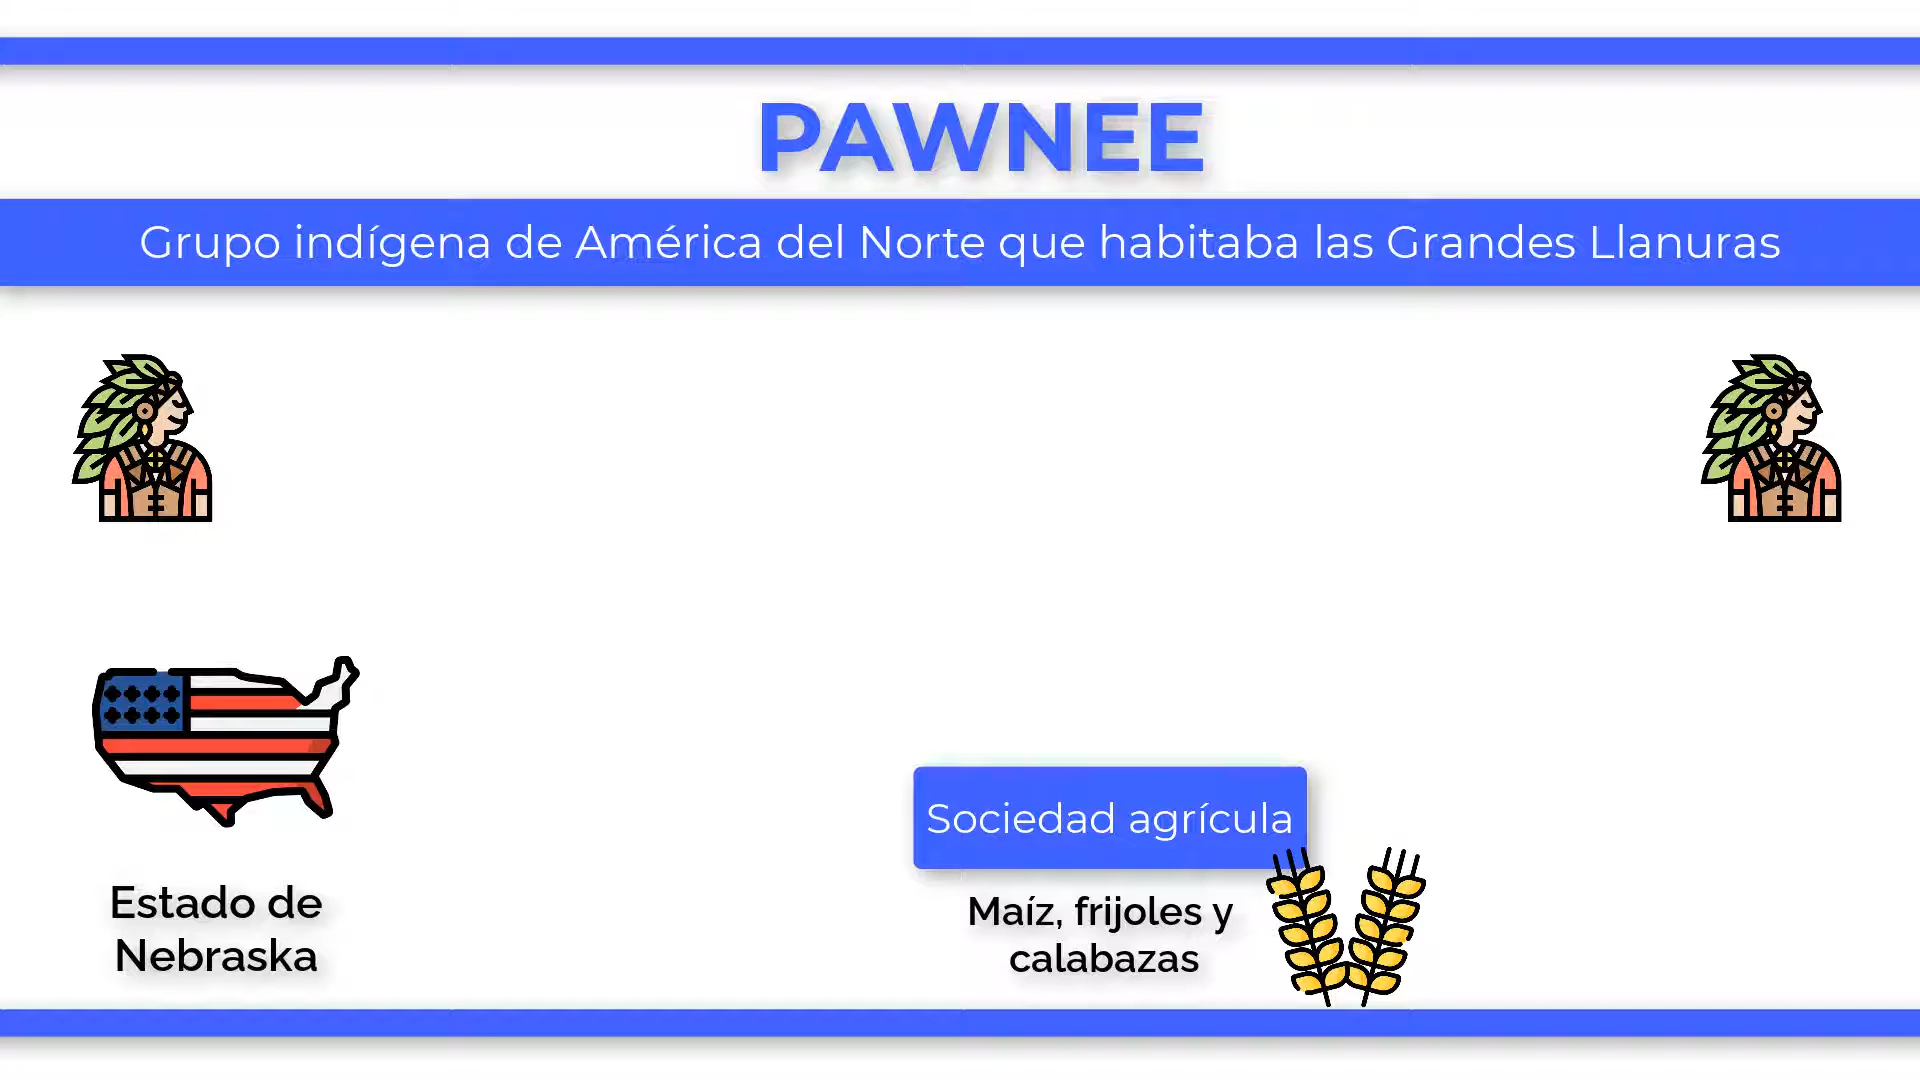 PAWNEE
Grupo indígena de América del Norte que habitaba las Grandes Llanuras
Sociedad agrícula
Estado de
Nebraska
Maíz, frijoles y
calabazas